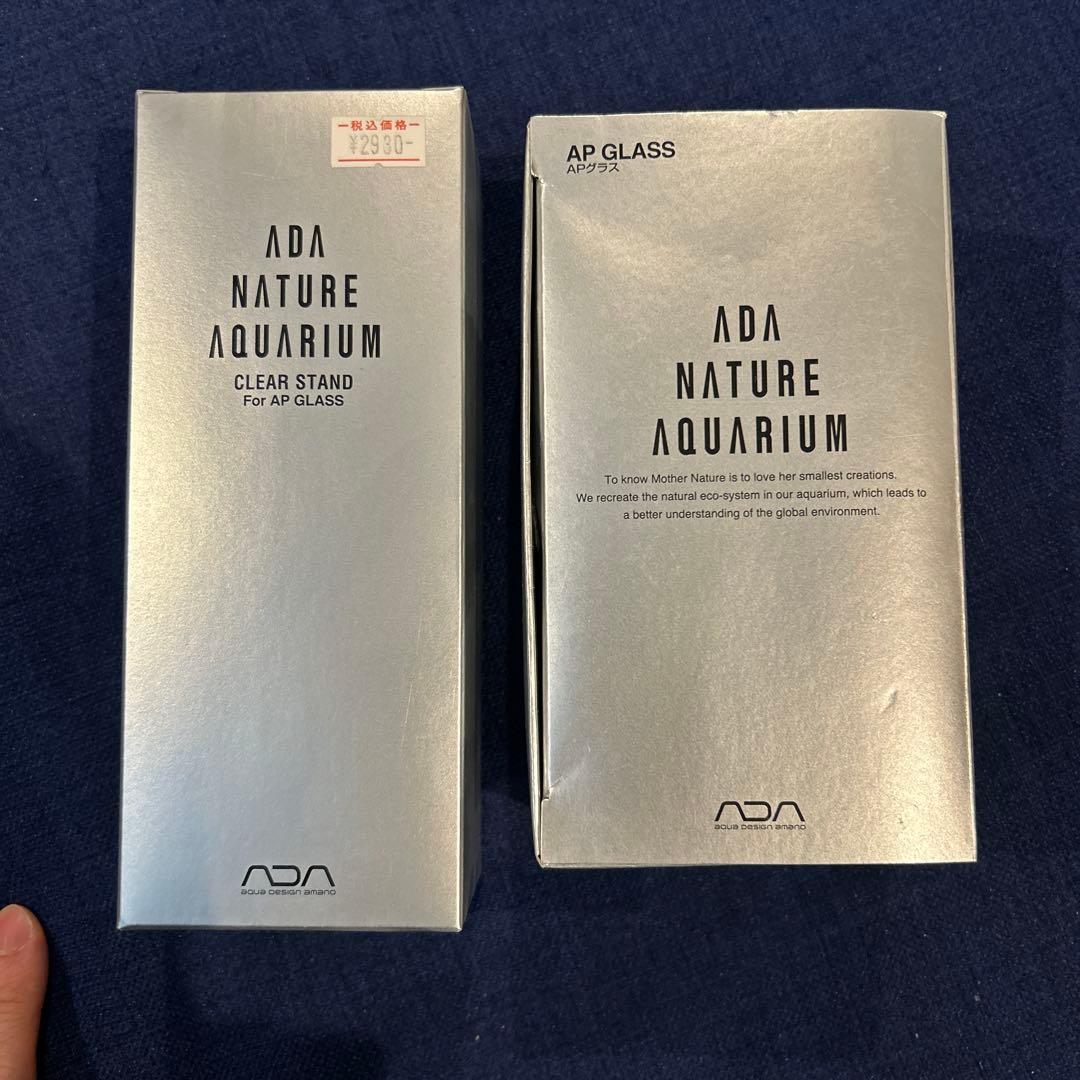 税込価格
¥2930-
ADA
NATURE
AQUARIUM
CLEAR STAND
For AP GLASS
ADA
aqua design amano
AP GLASS
APグラス
ADA
NATURE
AQUARIUM
To know Mother Nature is to love her smallest creations.
We recreate the natural eco-system in our aquarium, which leads to
a better understanding of the global environment.
ADA
aqua design amano